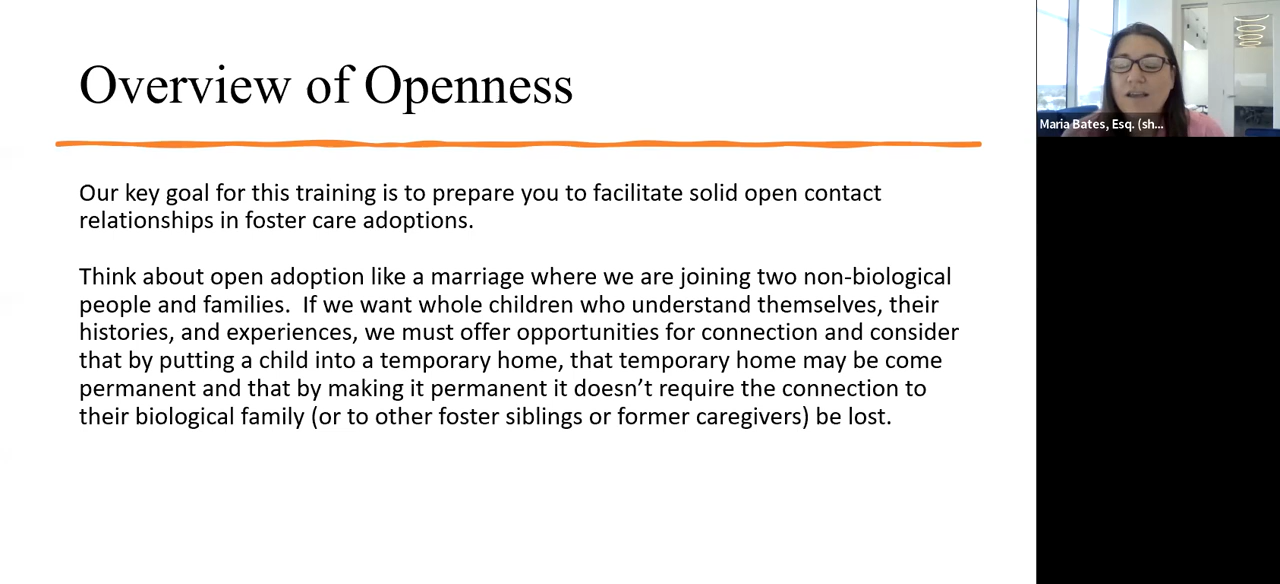 Overview of Openness
Our key goal for this training is to prepare you to facilitate solid open contact
relationships in foster care adoptions.
Think about open adoption like a marriage where we are joining two non-biological
people and families.  If we want whole children who understand themselves, their
histories, and experiences, we must offer opportunities for connection and consider
that by putting a child into a temporary home, that temporary home may be come
permanent and that by making it permanent it doesn’t require the connection to
their biological family (or to other foster siblings or former caregivers) be lost.
Maria Bates, Esq. (sh...